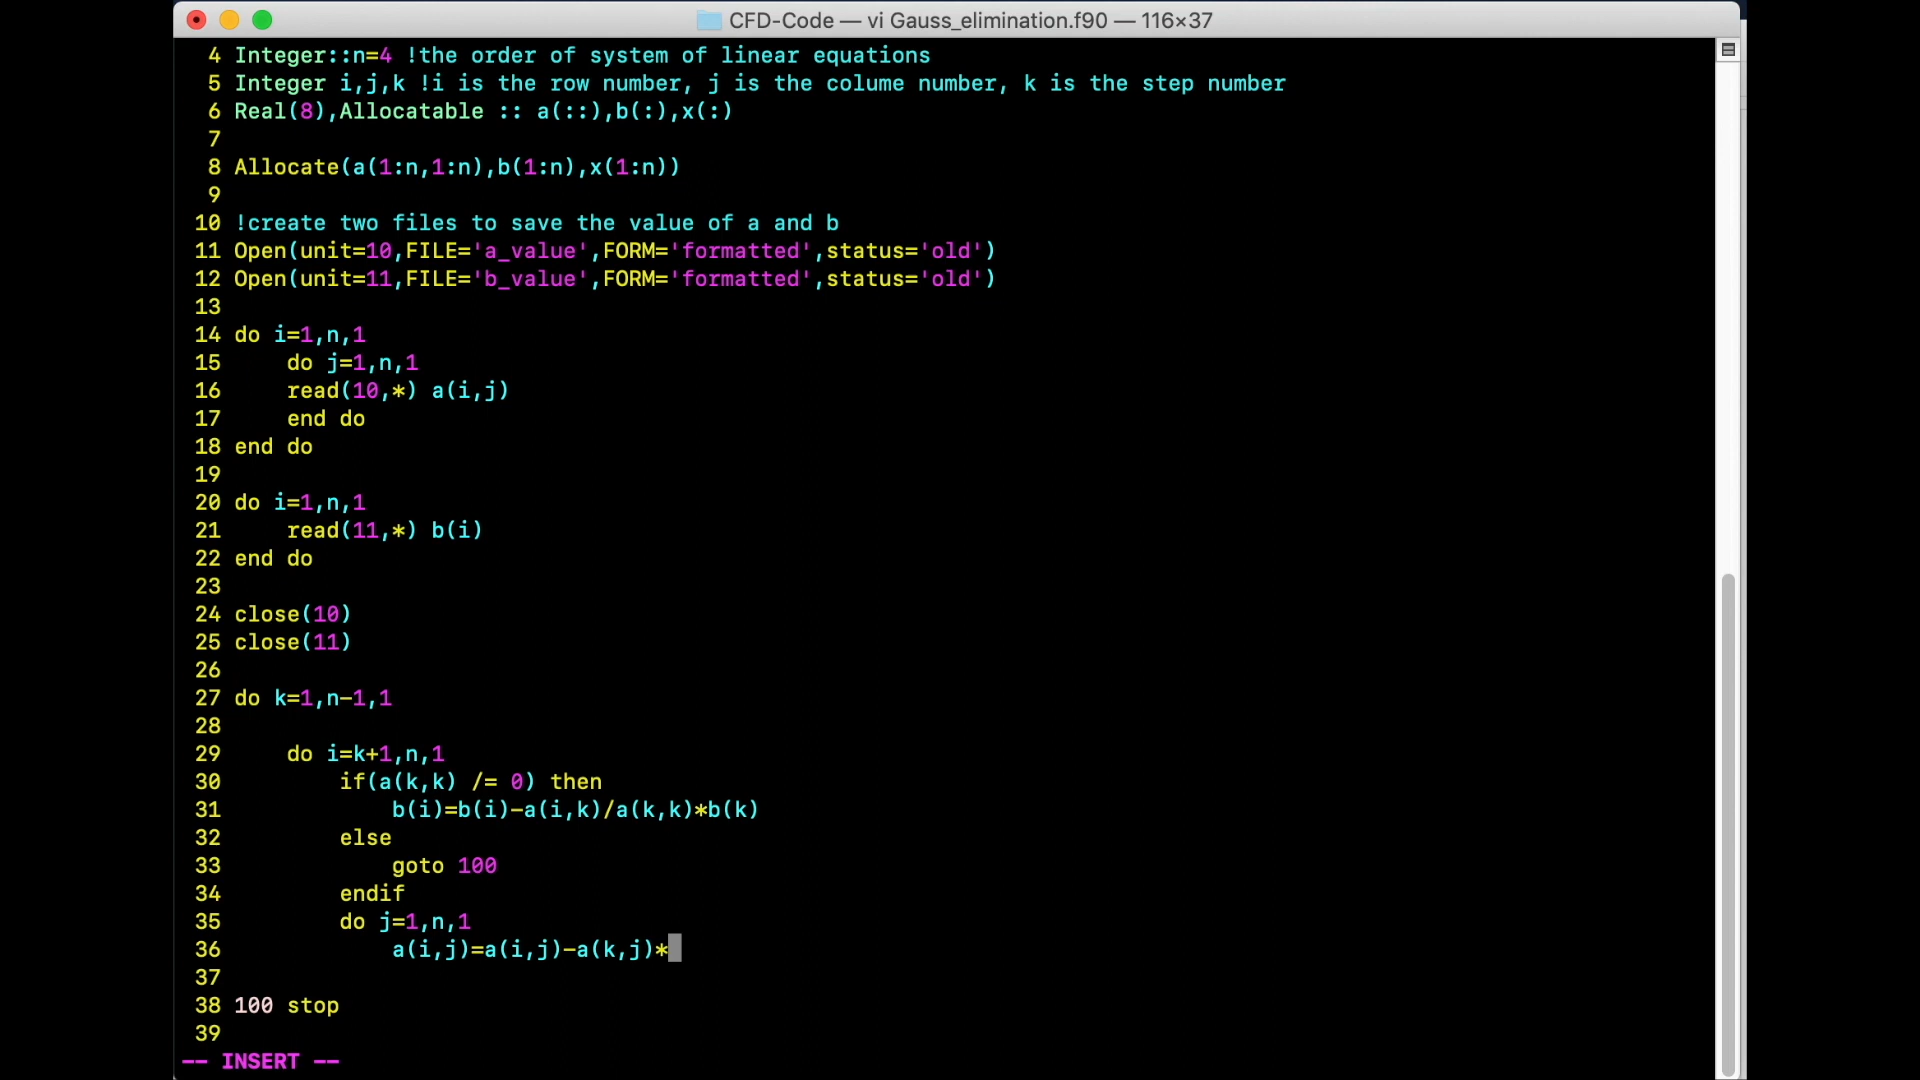 CFD-Code — vi Gauss_elimination.f90 — 116×37
4 Integer::n=4 !the order of system of linear equations
5 Integer i,j,k !i is the row number, j is the colume number, k is the step number
6 Real(8),Allocatable :: a(::),b(:),x(:)
7
8 Allocate(a(1:n,1:n),b(1:n),x(1:n))
9
10 !create two files to save the value of a and b
11 Open(unit=10,FILE='a_value',FORM='formatted',status='old')
12 Open(unit=11,FILE='b_value',FORM='formatted',status='old')
13
14 do i=1,n,1
15     do j=1,n,1
16     read(10,*) a(i,j)
17     end do
18 end do
19
20 do i=1,n,1
21     read(11,*) b(i)
22 end do
23
24 close(10)
25 close(11)
26
27 do k=1,n-1,1
28
29     do i=k+1,n,1
30         if(a(k,k) /= 0) then
31             b(i)=b(i)-a(i,k)/a(k,k)*b(k)
32         else
33             goto 100
34         endif
35         do j=1,n,1
36             a(i,j)=a(i,j)-a(k,j)*
37
38 100 stop
39
-- INSERT --